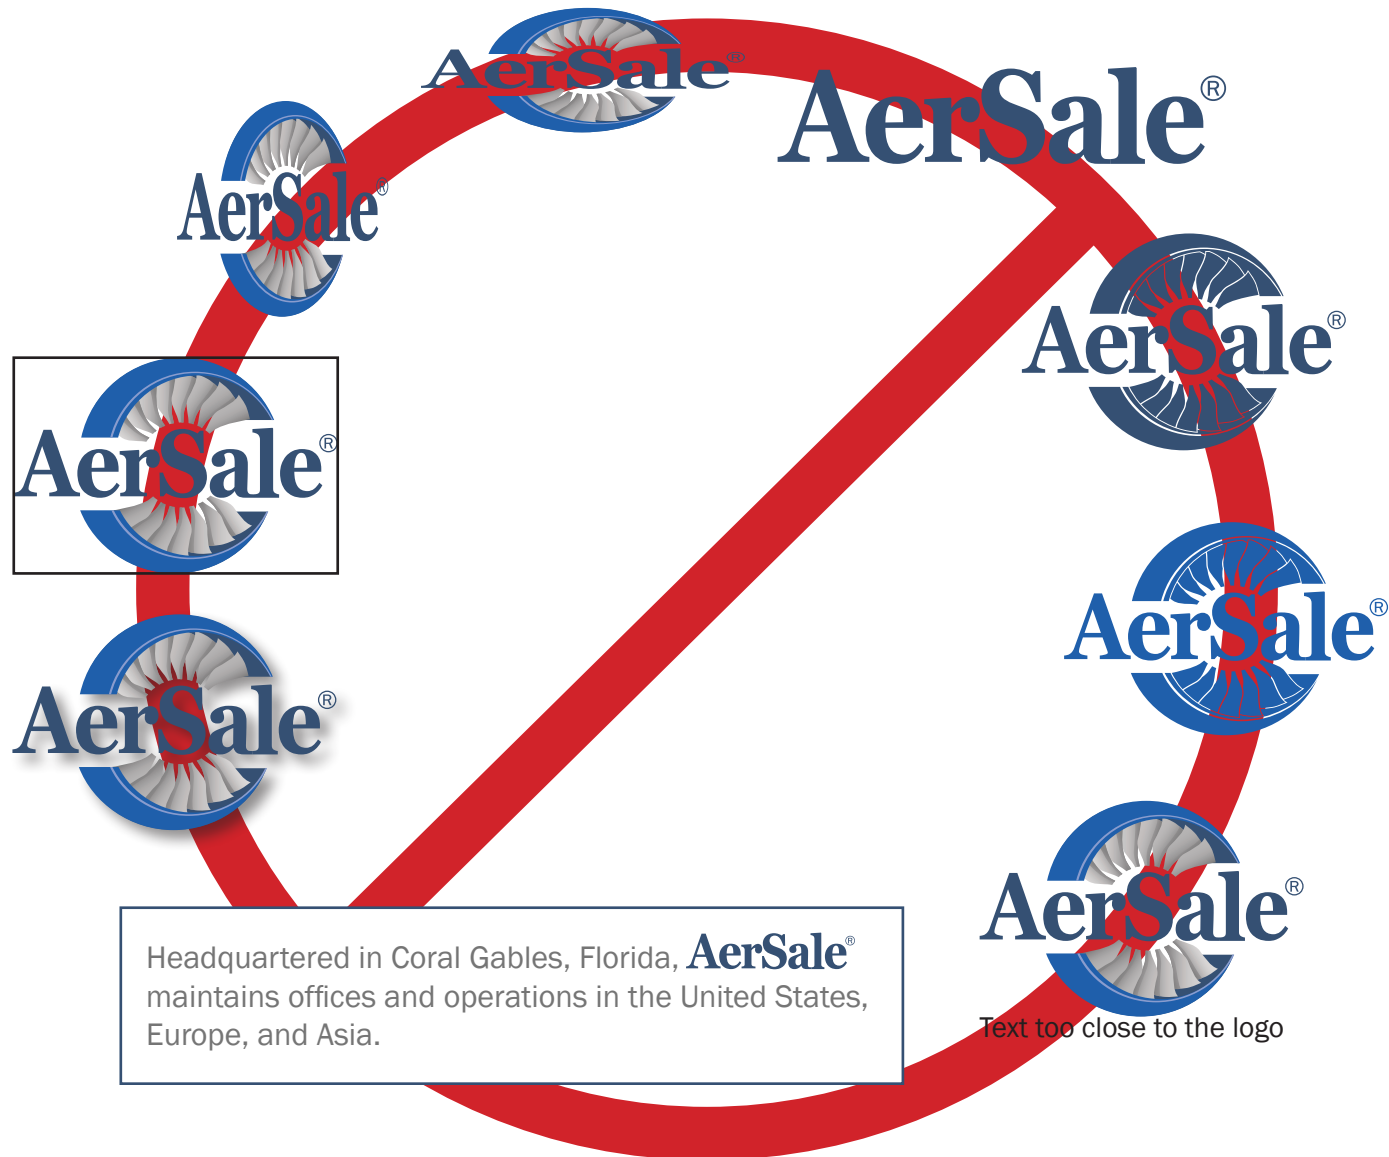 AerSale®
AerSale®
AerSale®
AerSale®
AerSale®
AerSale®
AerSale®
AerSale®
Text too close to the logo
Headquartered in Coral Gables, Florida, AerSale®
maintains offices and operations in the United States,
Europe, and Asia.